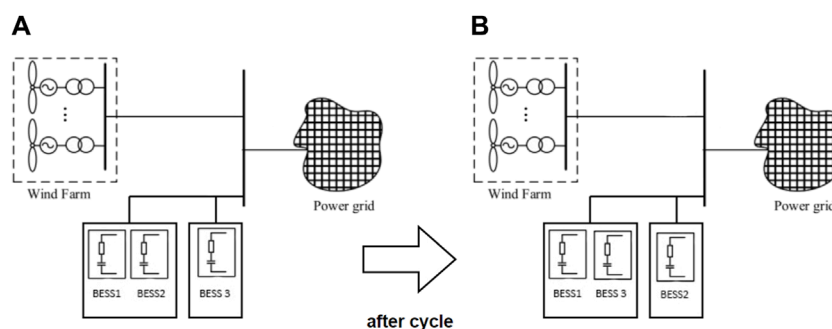 A
B
Wind Farm
Power grid
BESS1 BESS2 BESS 3
after cycle
Wind Farm
Power grid
BESS1 BESS 3 BESS2